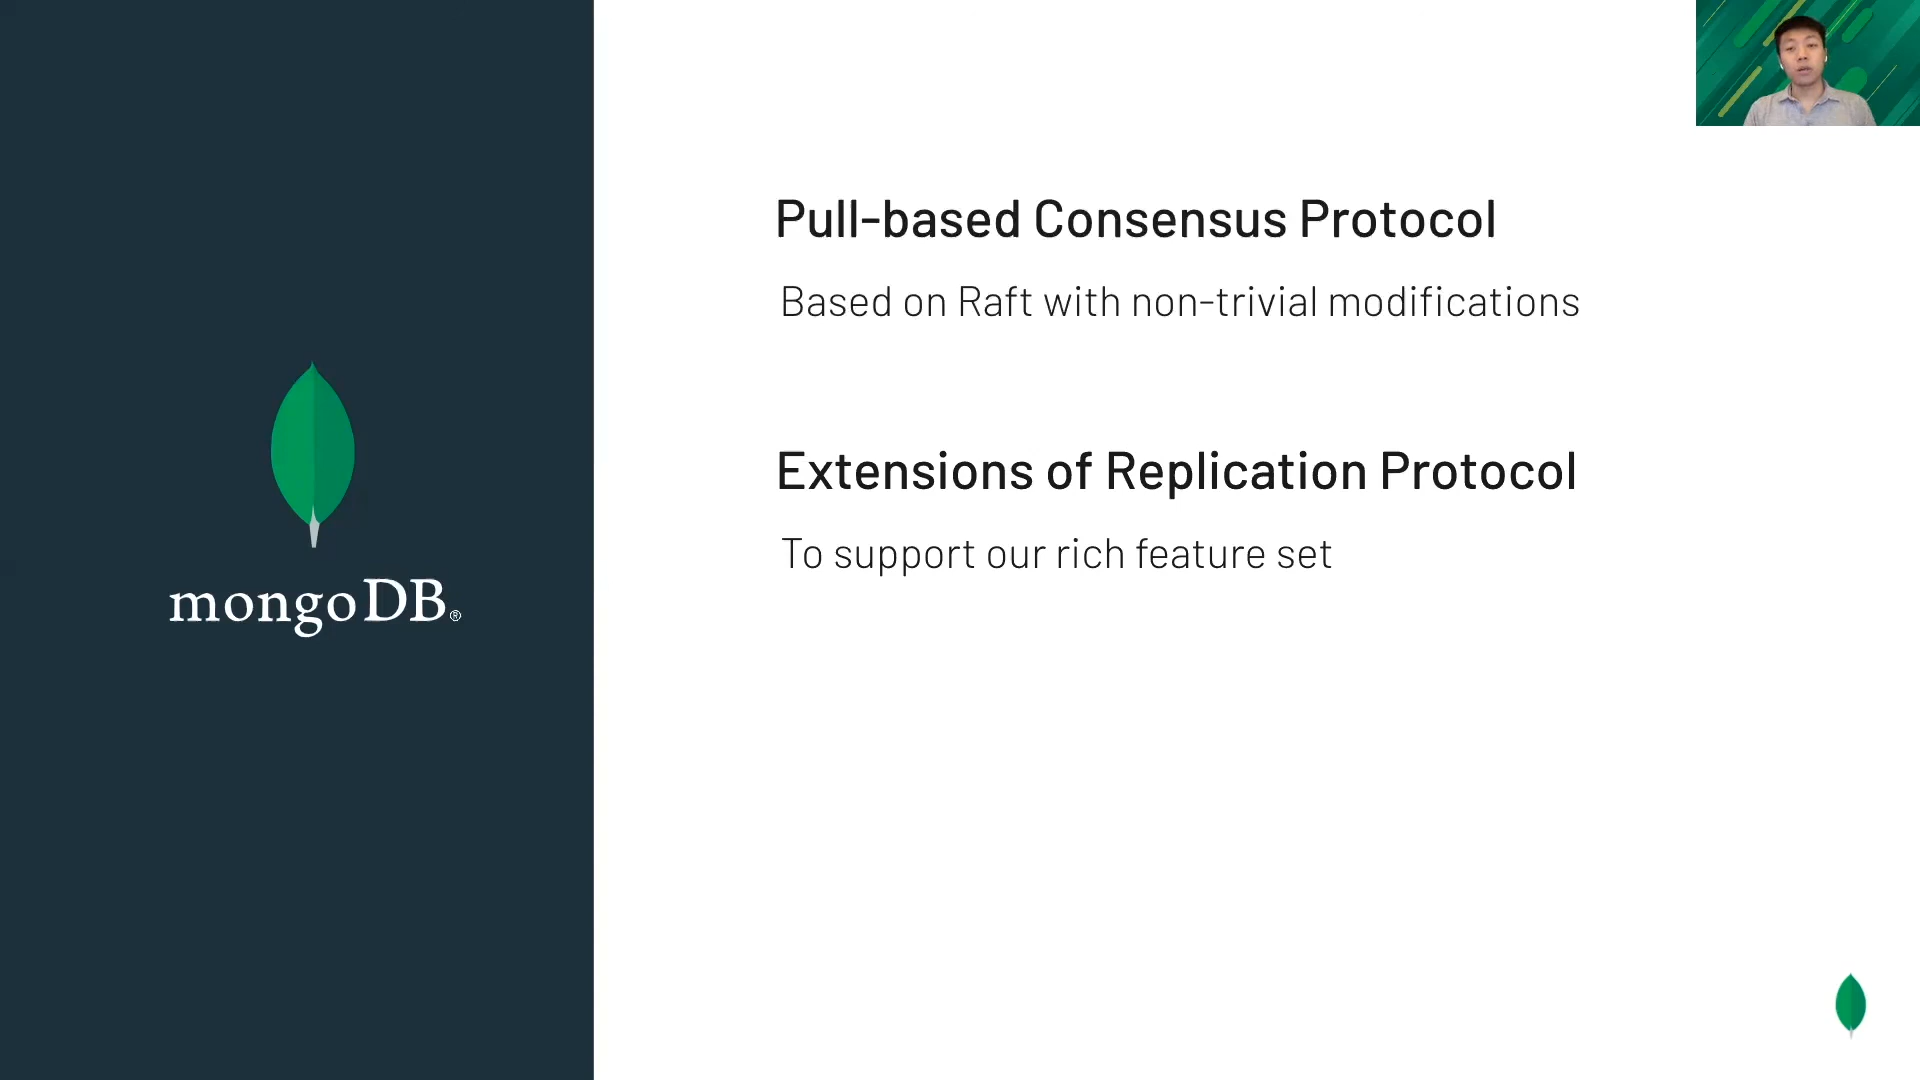 mongoDB®
Pull-based Consensus Protocol
Based on Raft with non-trivial modifications
Extensions of Replication Protocol
To support our rich feature set